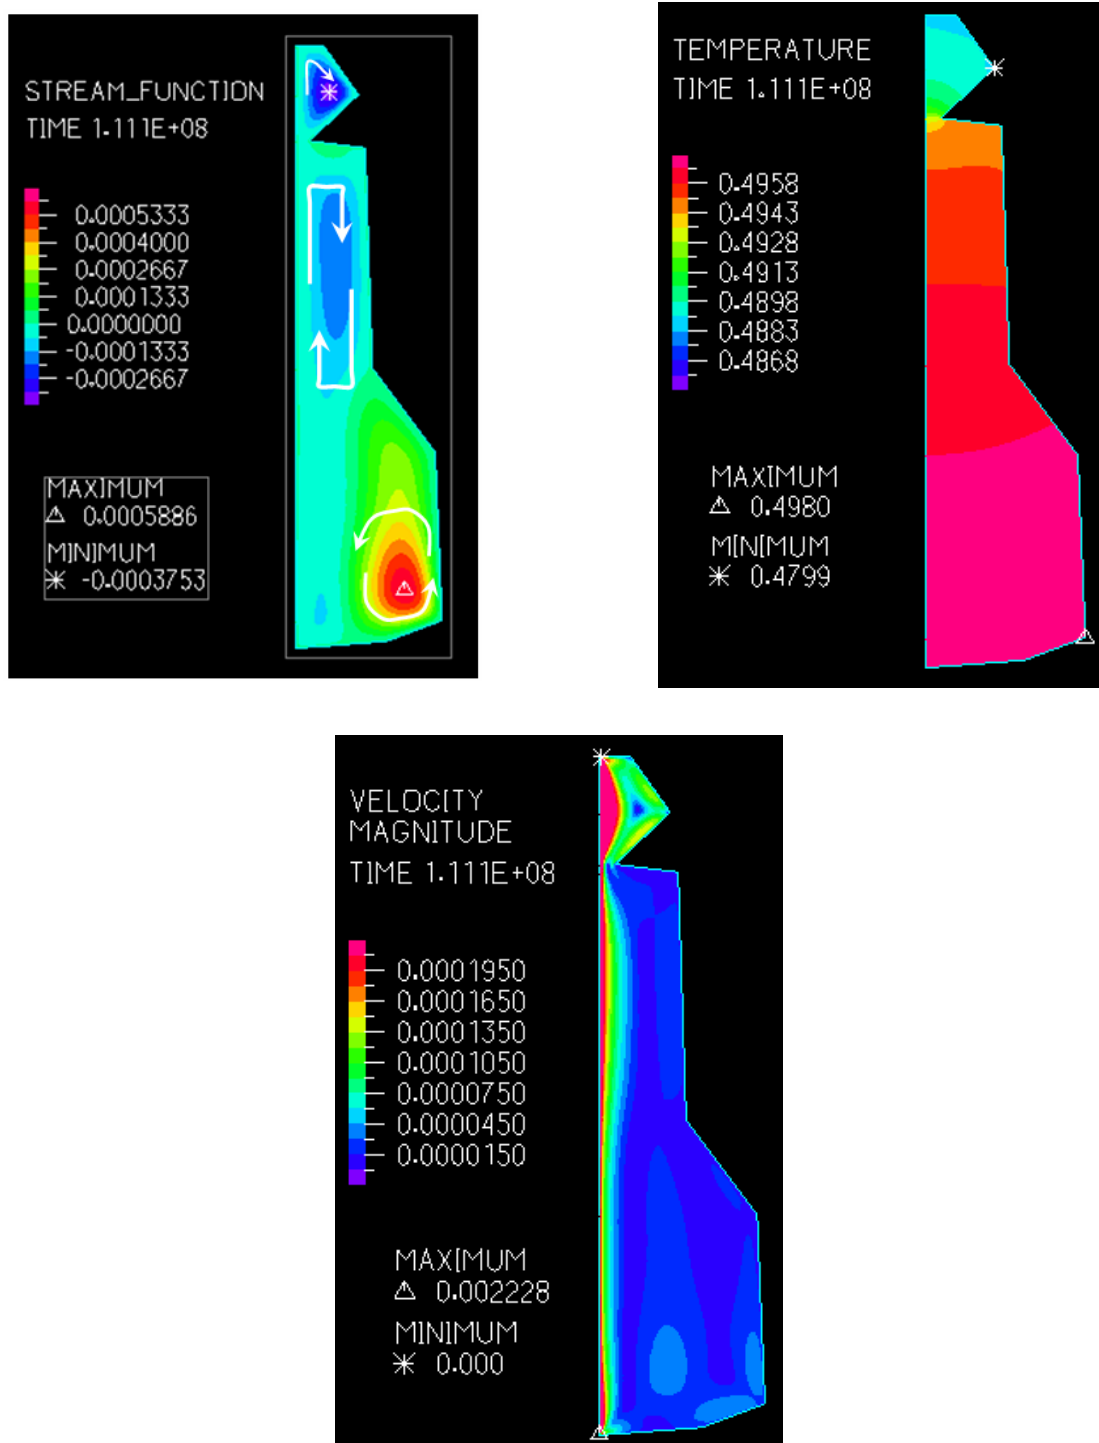 STREAM_FUNCTION
TIME 1.111E+08
0.0005333
0.0004000
0.0002667
0.0001333
0.0000000
-0.0001333
-0.0002667
MAXIMUM
0.0005886
MINIMUM
-0.0003753
TEMPERATURE
TIME 1.111E+08
0.4958
0.4943
0.4928
0.4913
0.4898
0.4883
0.4868
MAXIMUM
0.4980
MINIMUM
0.4799
VELOCITY
MAGNITUDE
TIME 1.111E+08
0.0001950
0.0001650
0.0001350
0.0001050
0.0000750
0.0000450
0.0000150
MAXIMUM
0.002228
MINIMUM
0.000